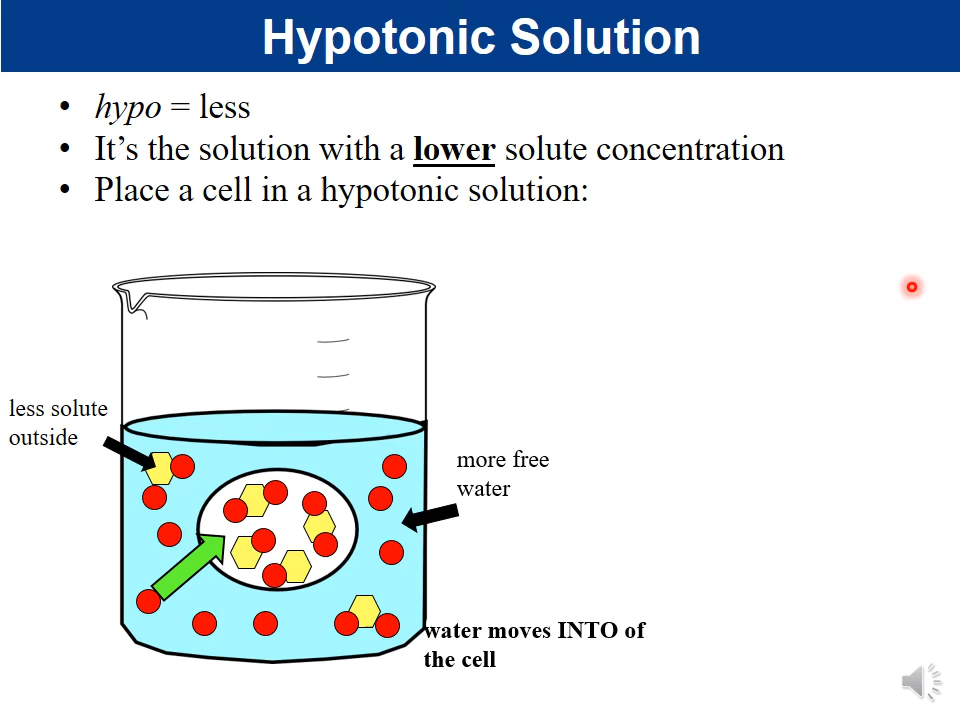 Hypotonic Solution
• hypo = less
• It’s the solution with a lower solute concentration
• Place a cell in a hypotonic solution:
less solute
outside
more free
water
water moves INTO of
the cell